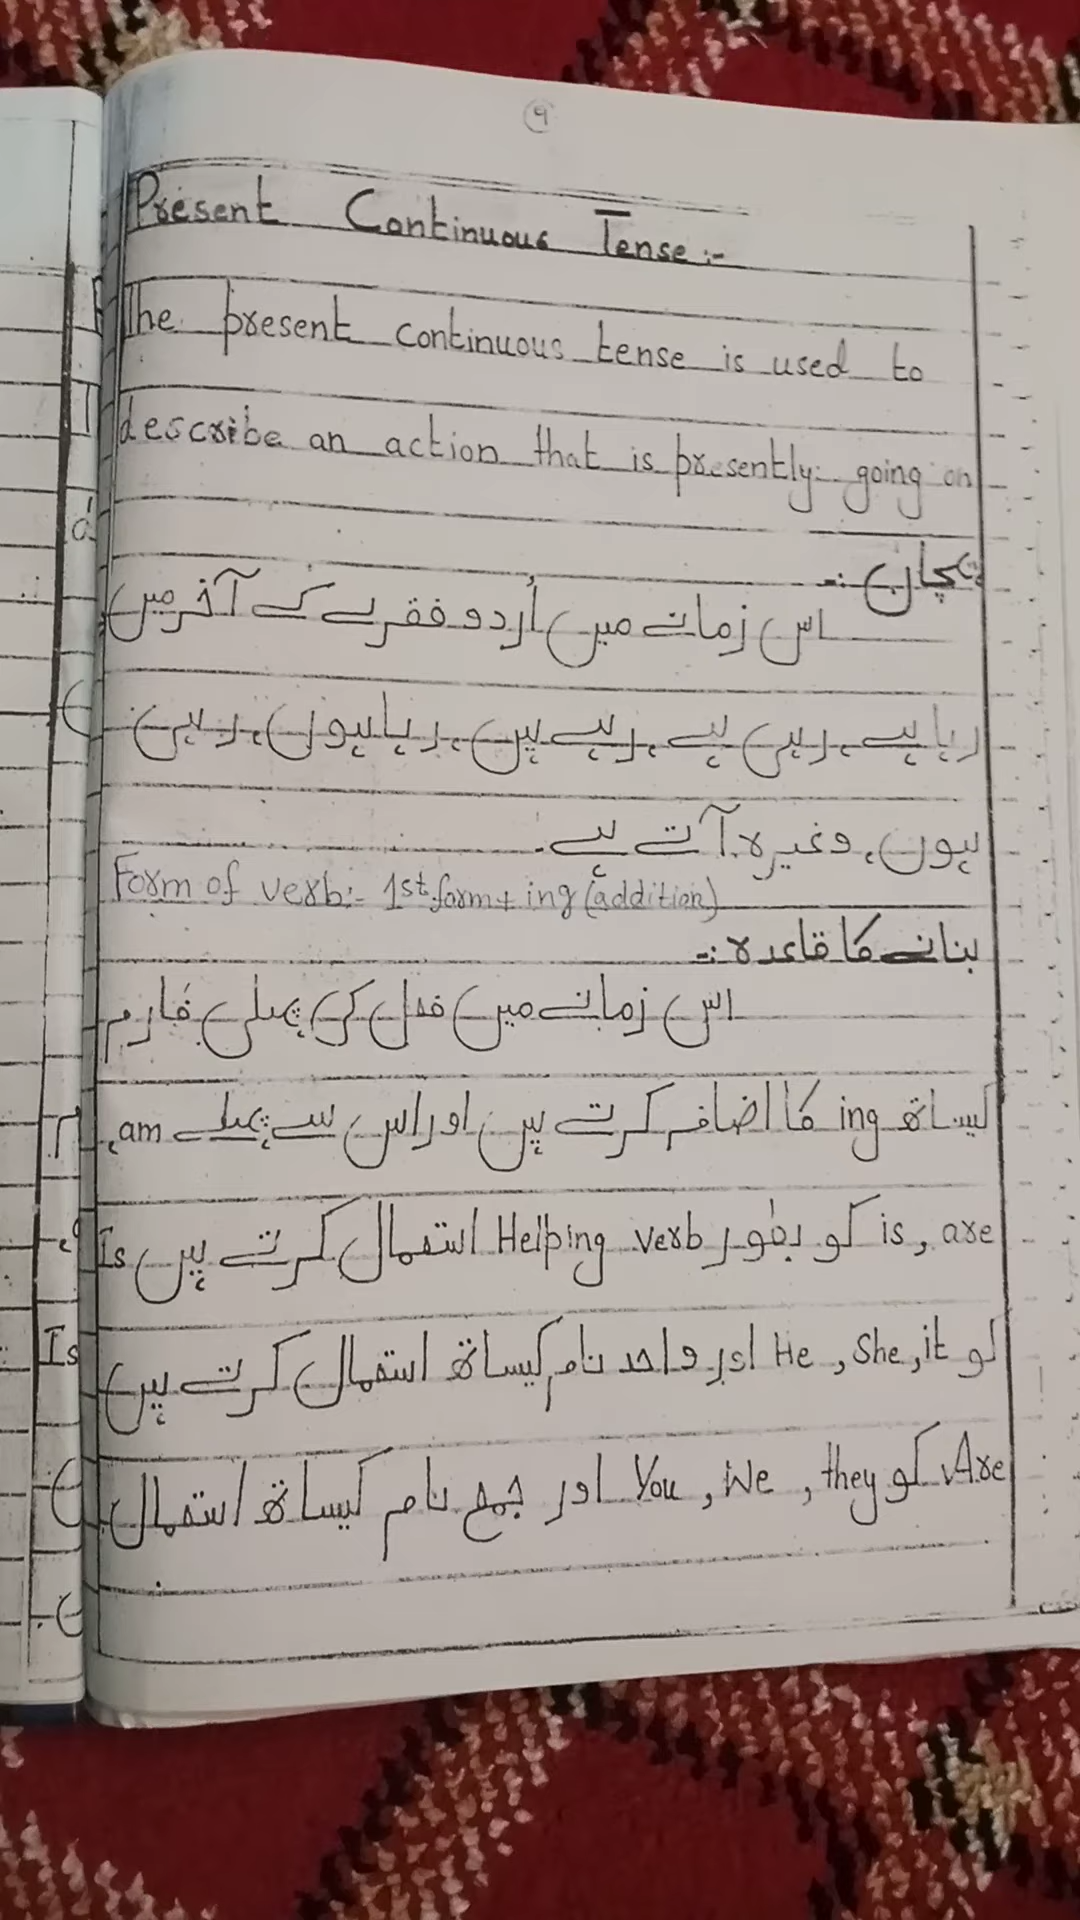 ۹
Present Continuous Tense:-
The present continuous tense is used to
describe an action that is presently going on
پہچان:-
اس زمانے میں اُردو فقرے کے آخر میں
رہا ہے، رہی ہے، رہے ہیں، رہا ہوں، رہی
ہوں، وغیرہ آتے ہے۔
Form of verb:- 1st form + ing (addition)
بنانے کا قاعدہ:-
اس زمانے میں فعل کی پہلی فارم
کیساتھ ing کا اضافہ کرتے ہیں اور اس سے پہلے am،
is, are کو بطور Helping verb استعمال کرتے ہیں Is
کو He, She, it اور واحد نام کیساتھ استعمال کرتے ہیں
Are کو You, We, they اور جمع نام کیساتھ استعمال